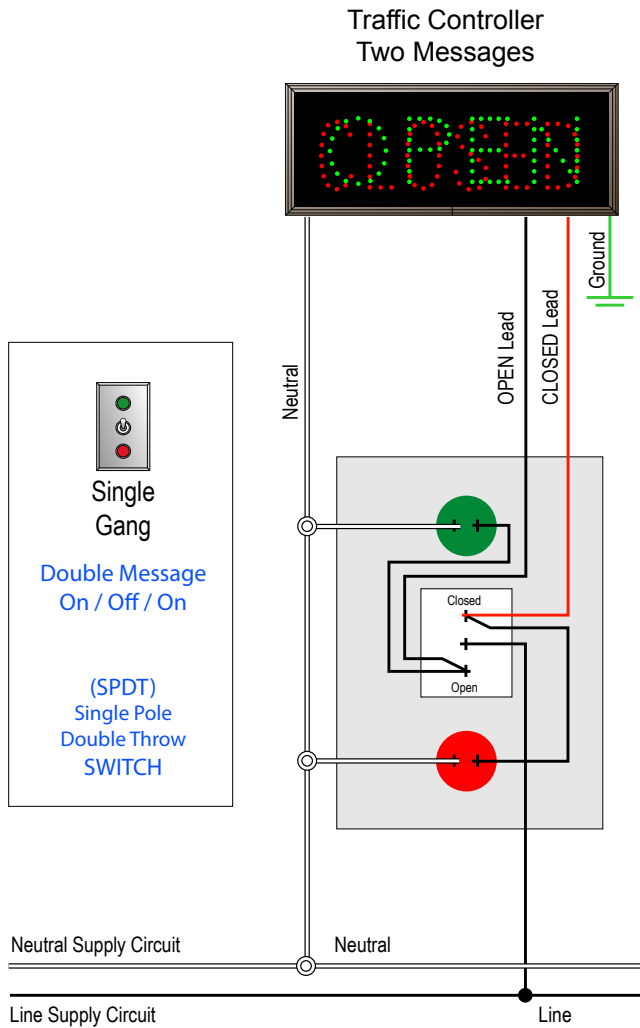 Traffic Controller
Two Messages
OPEN
CLOSED
Neutral
OPEN Lead
CLOSED Lead
Ground
Single
Gang
Double Message
On / Off / On
(SPDT)
Single Pole
Double Throw
SWITCH
Closed
Open
Neutral Supply Circuit
Neutral
Line Supply Circuit
Line